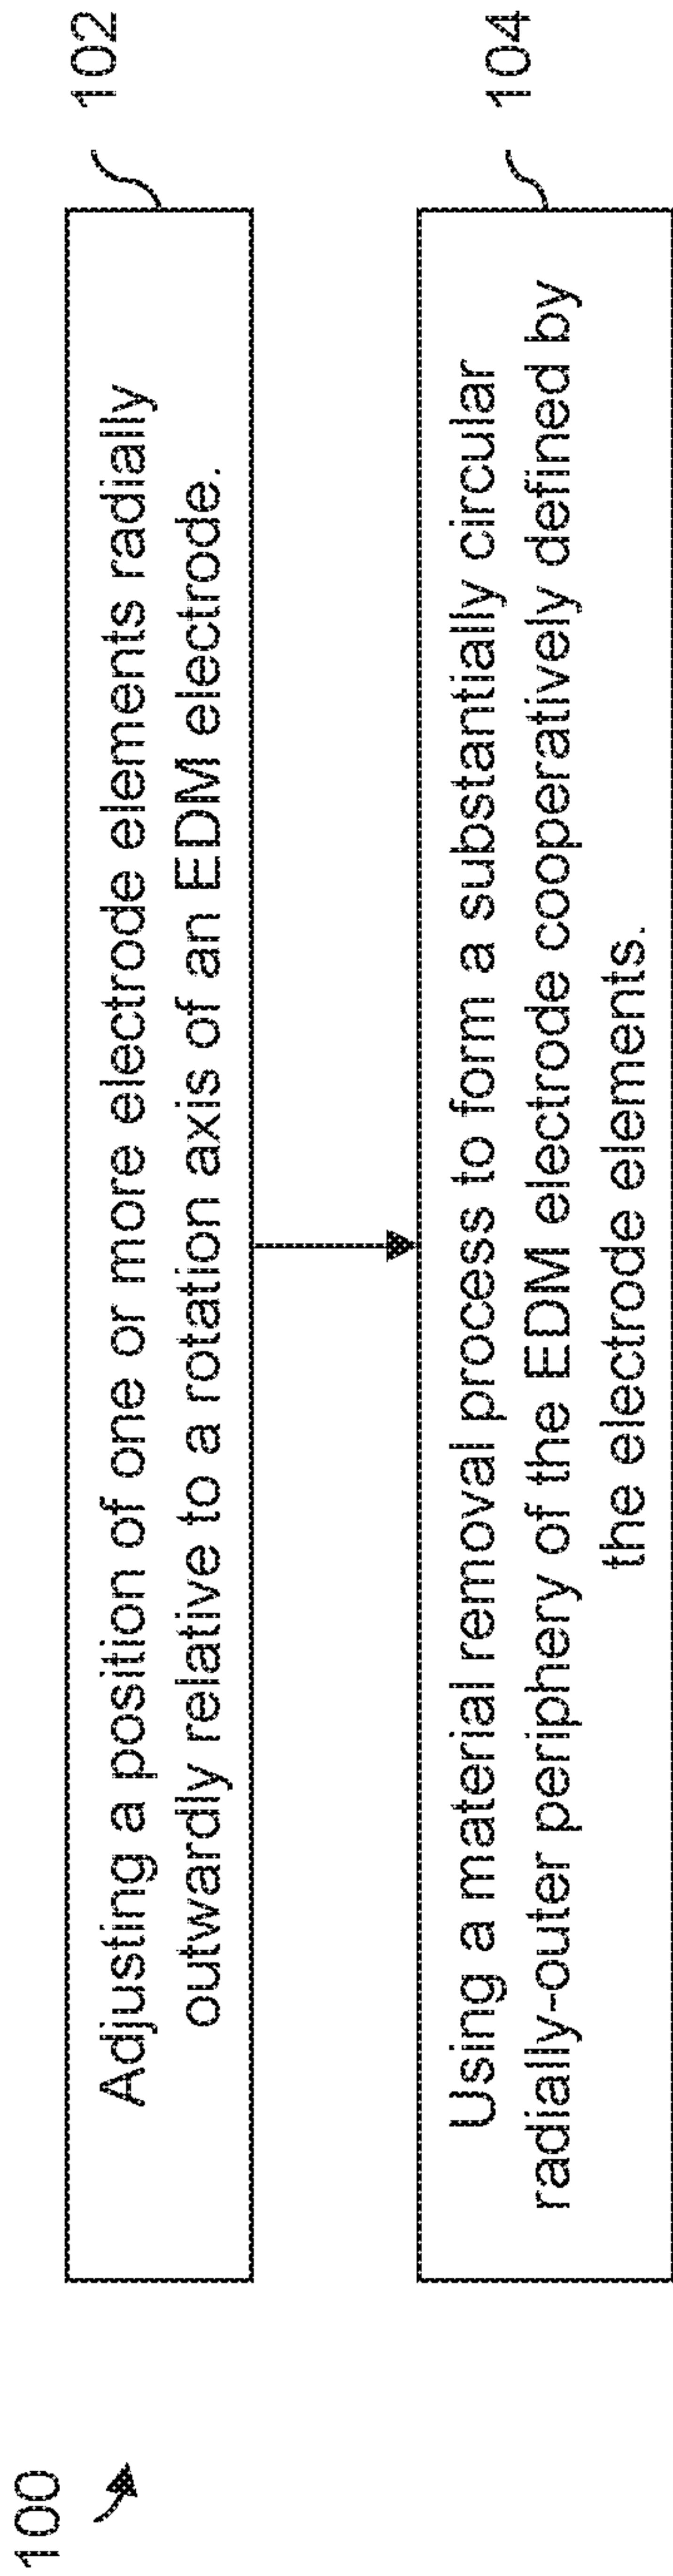 100
102
Adjusting a position of one or more electrode elements radially
outwardly relative to a rotation axis of an EDM electrode.
104
Using a material removal process to form a substantially circular
radially-outer periphery of the EDM electrode cooperatively defined by
the electrode elements.